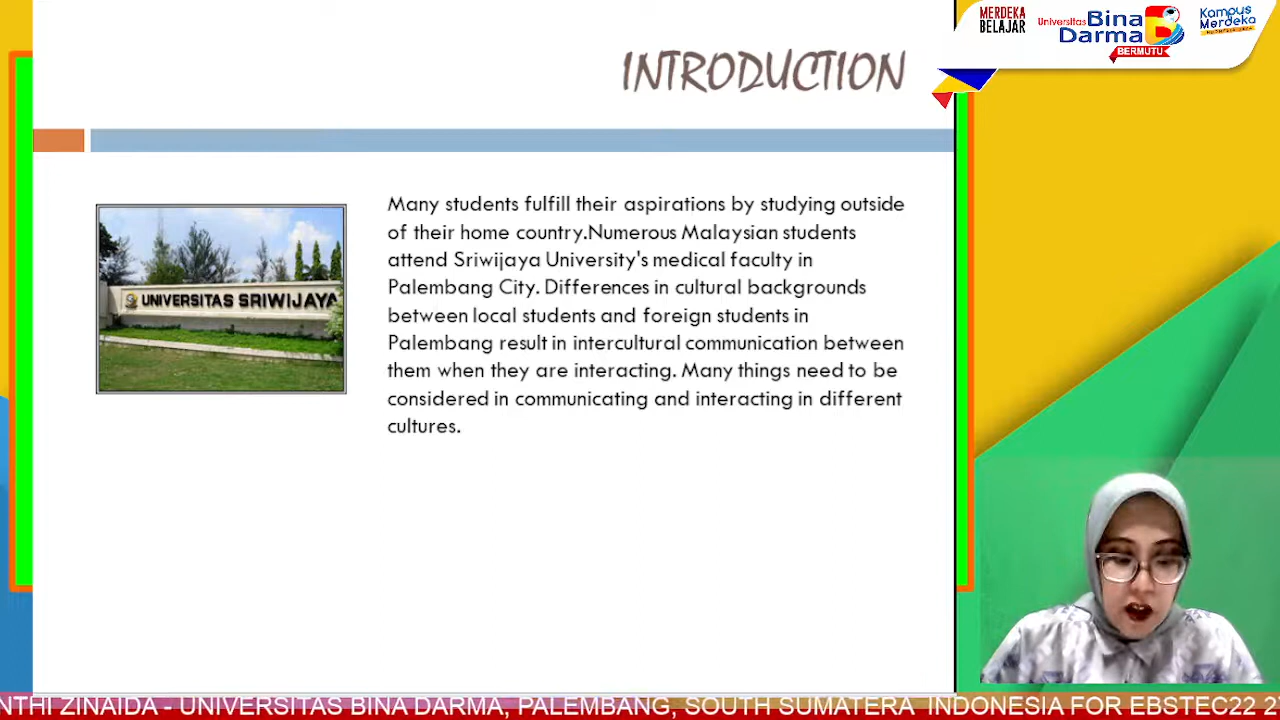 MERDEKA
BELAJAR
Universitas Bina
Darma
BERMUTU
Kampus
Merdeka
INTRODUCTION
Many students fulfill their aspirations by studying outside
of their home country.Numerous Malaysian students
attend Sriwijaya University's medical faculty in
Palembang City. Differences in cultural backgrounds
between local students and foreign students in
Palembang result in intercultural communication between
them when they are interacting. Many things need to be
considered in communicating and interacting in different
cultures.
UNIVERSITAS SRIWIJAYA
NTHI ZINAIDA - UNIVERSITAS BINA DARMA, PALEMBANG, SOUTH SUMATERA INDONESIA FOR EBSTEC22 2